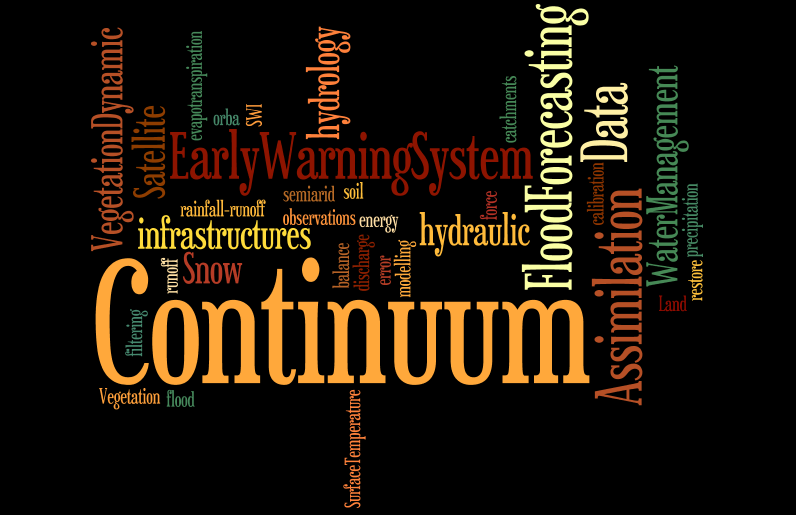 VegetationDynamic
Satellite
evapotranspiration
orba
SWI
hydrology
EarlyWarningSystem
catchments
FloodForecasting
Data
WaterManagement
semiarid
soil
rainfall-runoff
observations
energy
infrastructures
hydraulic
force
calibration
precipitation
runoff
Snow
balance
discharge
error
modelling
Assimilation
restore
Land
Continuum
filtering
Vegetation
flood
SurfaceTemperature